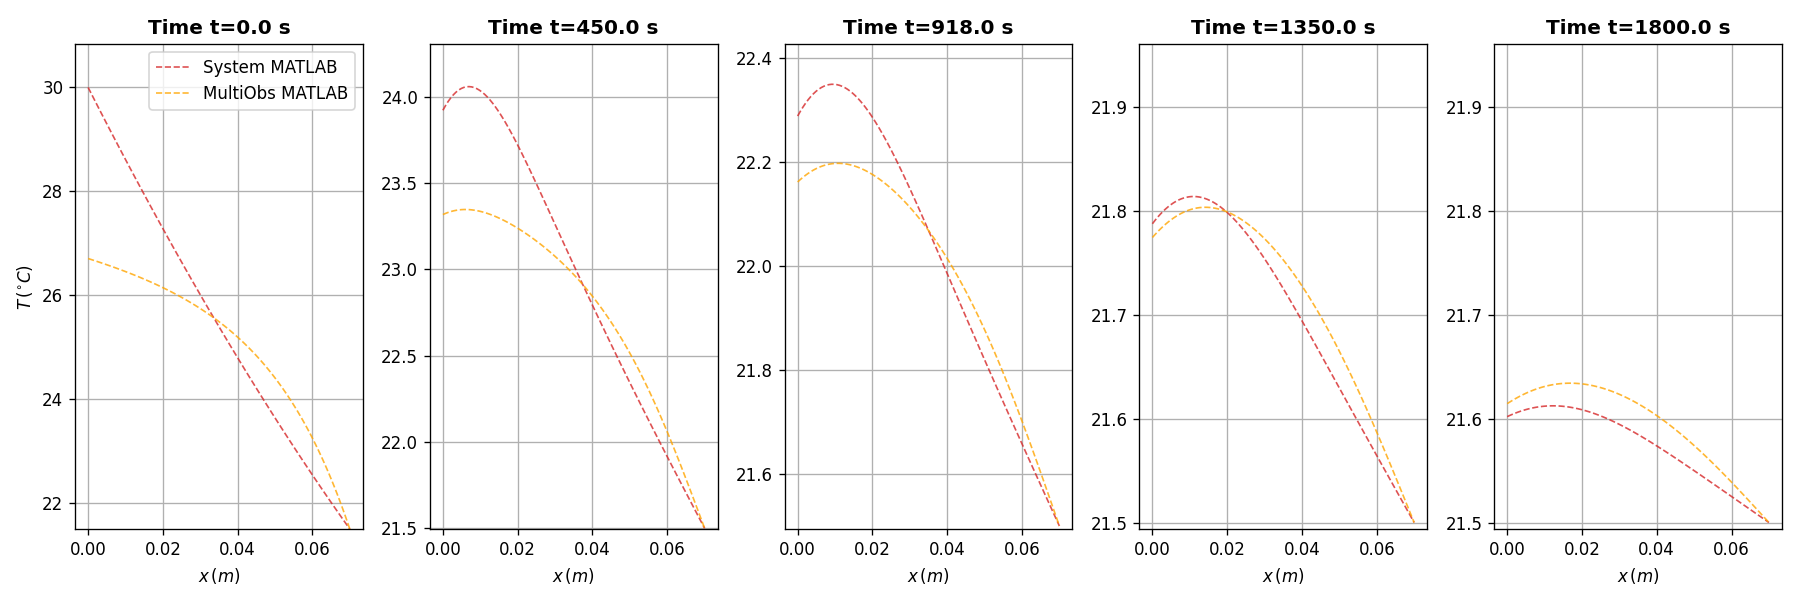 Time t=0.0 s
Time t=450.0 s
Time t=918.0 s
Time t=1350.0 s
Time t=1800.0 s
System MATLAB
MultiObs MATLAB
T (°C)
30
28
26
24
22
0.00 0.02 0.04 0.06
x (m)
24.0
23.5
23.0
22.5
22.0
21.5
0.00 0.02 0.04 0.06
x (m)
22.4
22.2
22.0
21.8
21.6
0.00 0.02 0.04 0.06
x (m)
21.9
21.8
21.7
21.6
21.5
0.00 0.02 0.04 0.06
x (m)
21.9
21.8
21.7
21.6
21.5
0.00 0.02 0.04 0.06
x (m)